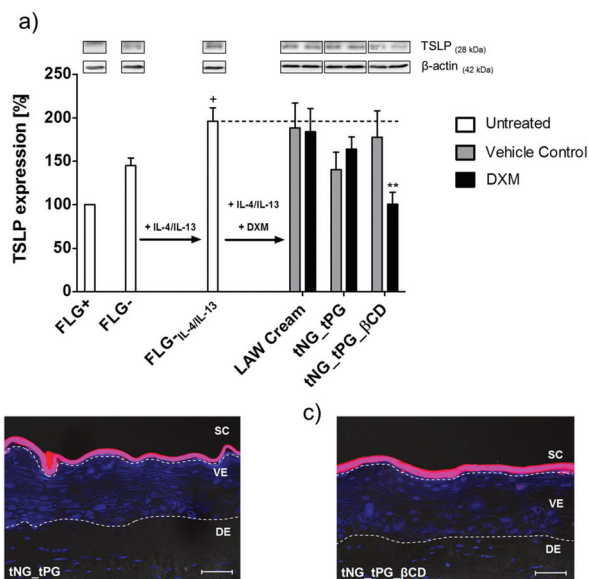 a)
TSLP (28 kDa)
β-actin (42 kDa)
TSLP expression [%]
250
200
150
100
50
0
+
+ IL-4/IL-13
+ IL-4/IL-13
+ DXM
**
Untreated
Vehicle Control
DXM
FLG+
FLG-
FLG-IL-4/IL-13
LAW Cream
tNG_tPG
tNG_tPG_βCD
SC
VE
DE
tNG_tPG
c)
SC
VE
DE
tNG_tPG_βCD